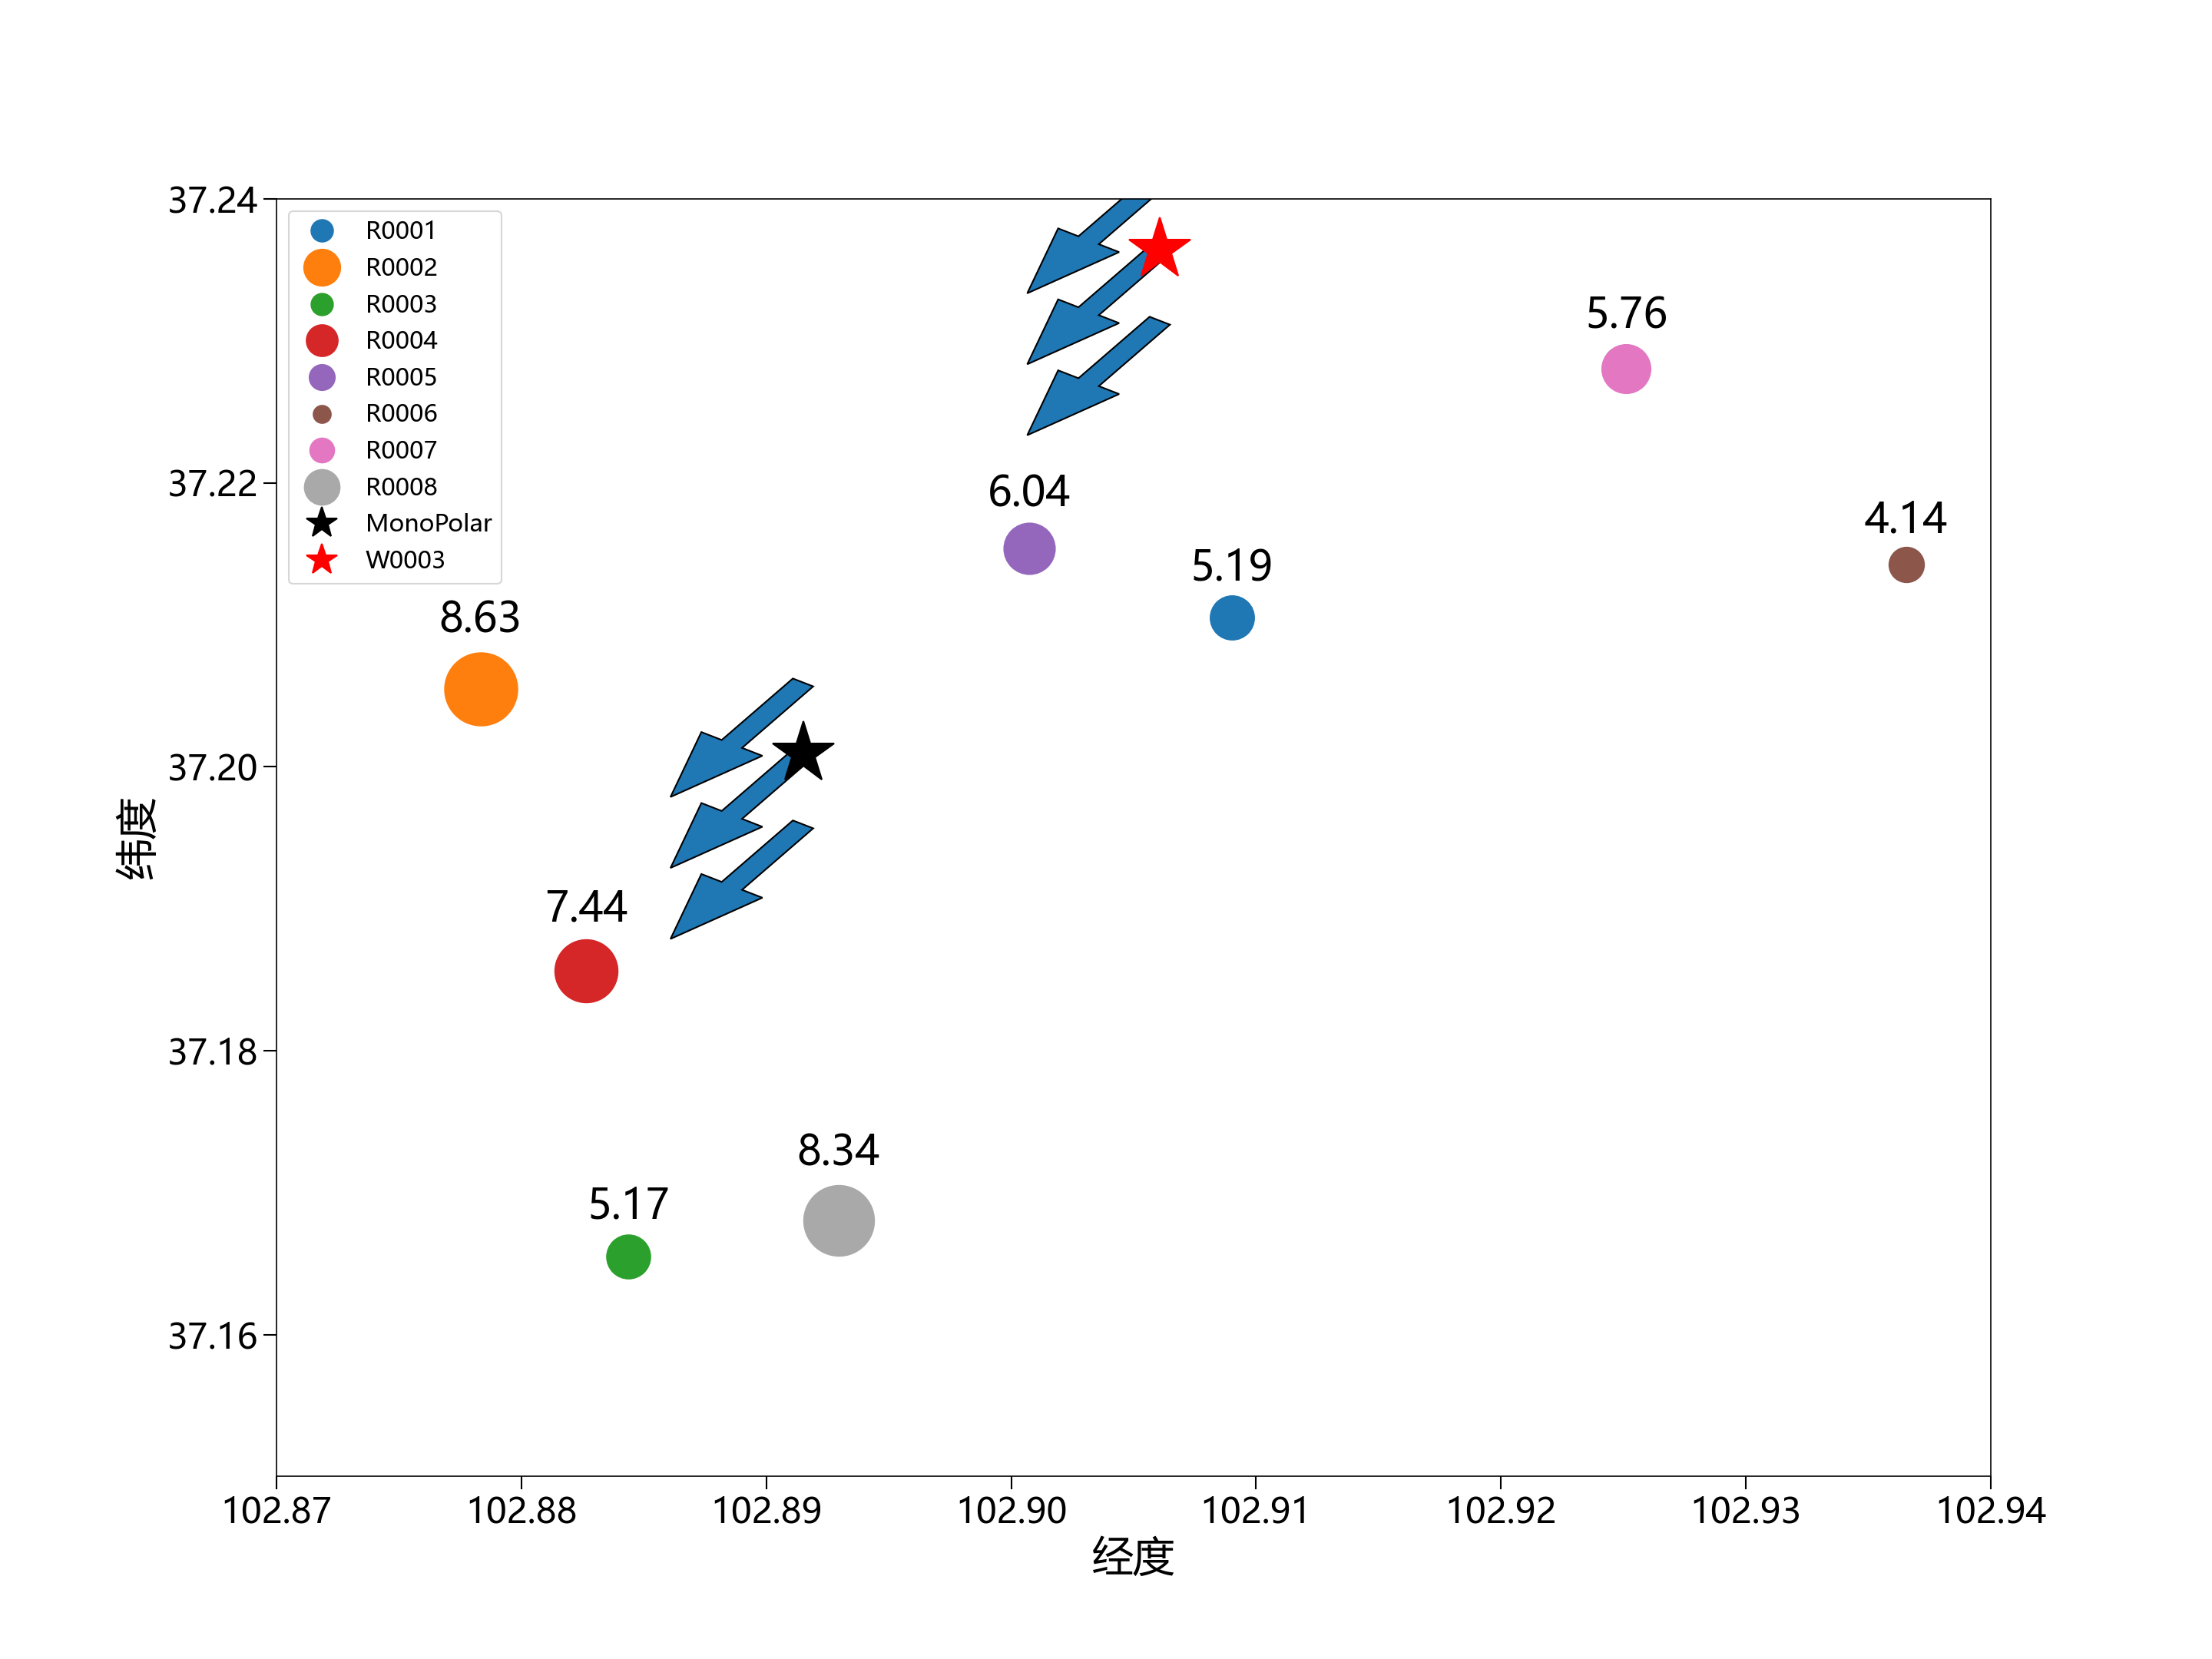 37.24
37.22
37.20
37.18
37.16
纬度
R0001
R0002
R0003
R0004
R0005
R0006
R0007
R0008
MonoPolar
W0003
5.76
6.04
4.14
5.19
8.63
7.44
8.34
5.17
102.87 102.88 102.89 102.90 102.91 102.92 102.93 102.94
经度